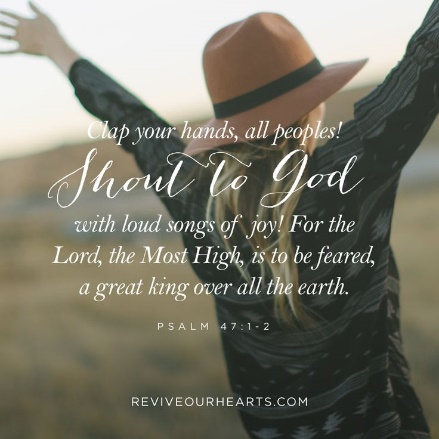 Clap your hands, all peoples!
Shout to God
with loud songs of joy! For the
Lord, the Most High, is to be feared,
a great king over all the earth.
PSALM 47:1-2
REVIVEOURHEARTS.COM